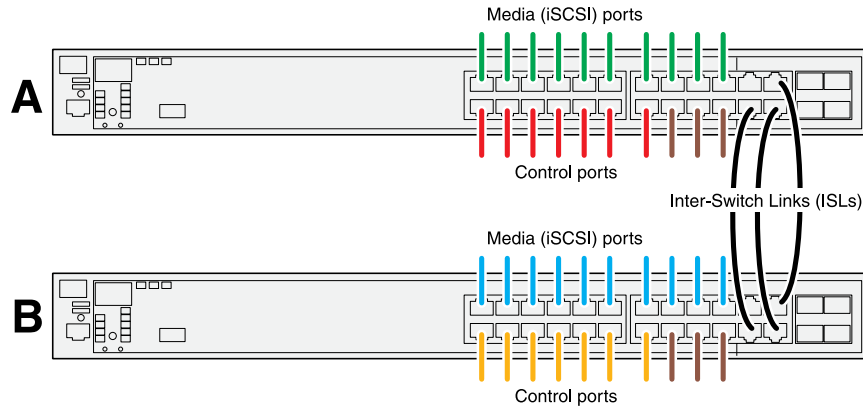 Media (iSCSI) ports
A
Control ports
Inter-Switch Links (ISLs)
Media (iSCSI) ports
B
Control ports